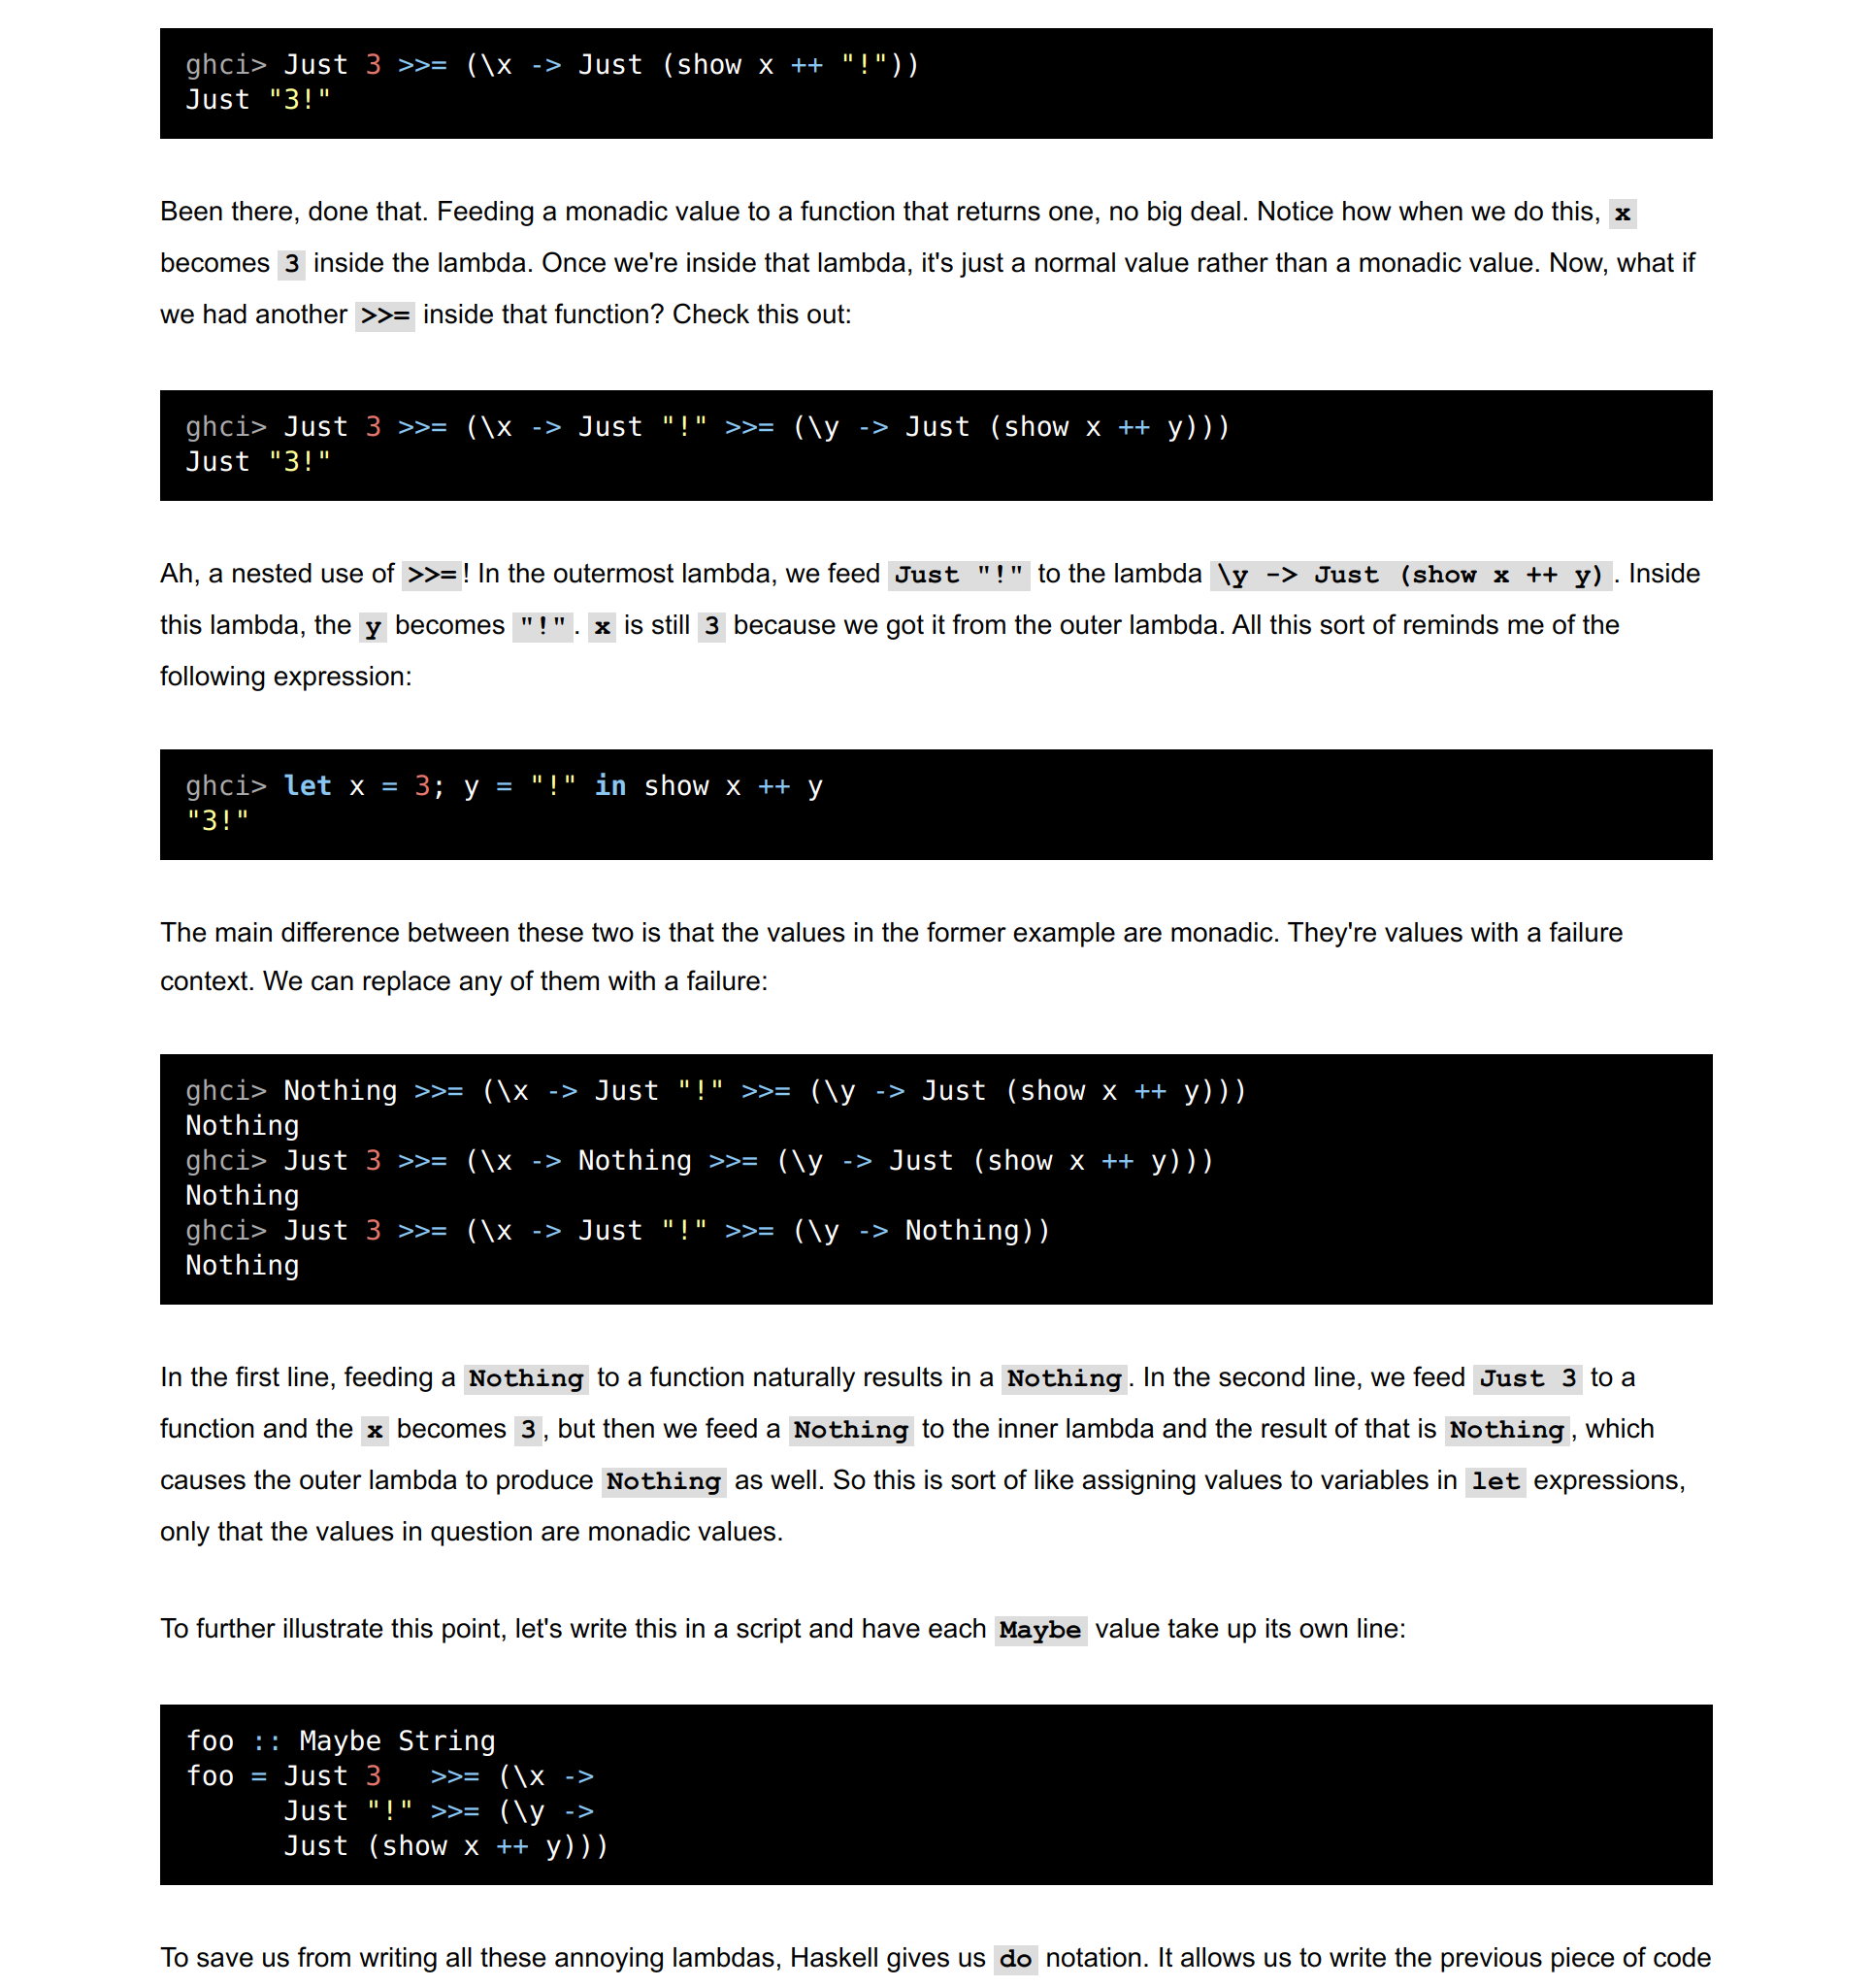 ghci> Just 3 >>= (\x -> Just (show x ++ "!"))
Just "3!"
Been there, done that. Feeding a monadic value to a function that returns one, no big deal. Notice how when we do this, x
becomes 3 inside the lambda. Once we're inside that lambda, it's just a normal value rather than a monadic value. Now, what if
we had another >>= inside that function? Check this out:
ghci> Just 3 >>= (\x -> Just "!" >>= (\y -> Just (show x ++ y)))
Just "3!"
Ah, a nested use of >>=! In the outermost lambda, we feed Just "!" to the lambda \y -> Just (show x ++ y). Inside
this lambda, the y becomes "!". x is still 3 because we got it from the outer lambda. All this sort of reminds me of the
following expression:
ghci> let x = 3; y = "!" in show x ++ y
"3!"
The main difference between these two is that the values in the former example are monadic. They're values with a failure
context. We can replace any of them with a failure:
ghci> Nothing >>= (\x -> Just "!" >>= (\y -> Just (show x ++ y)))
Nothing
ghci> Just 3 >>= (\x -> Nothing >>= (\y -> Just (show x ++ y)))
Nothing
ghci> Just 3 >>= (\x -> Just "!" >>= (\y -> Nothing))
Nothing
In the first line, feeding a Nothing to a function naturally results in a Nothing. In the second line, we feed Just 3 to a
function and the x becomes 3, but then we feed a Nothing to the inner lambda and the result of that is Nothing, which
causes the outer lambda to produce Nothing as well. So this is sort of like assigning values to variables in let expressions,
only that the values in question are monadic values.
To further illustrate this point, let's write this in a script and have each Maybe value take up its own line:
foo :: Maybe String
foo = Just 3   >>= (\x ->
      Just "!" >>= (\y ->
      Just (show x ++ y)))
To save us from writing all these annoying lambdas, Haskell gives us do notation. It allows us to write the previous piece of code